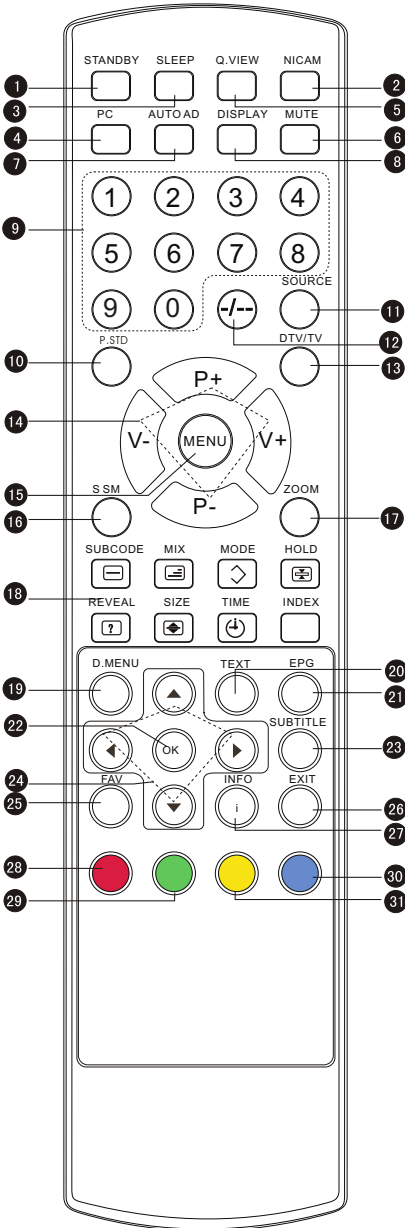 STANDBY SLEEP Q.VIEW NICAM
1 2
3 5
PC AUTO AD DISPLAY MUTE
4 6
7 8
1 2 3 4
9
5 6 7 8
SOURCE
9 0 -/-- 11
12
P.STD DTV/TV
10 13
P+
14
V- MENU V+
15
P-
S SM ZOOM
16 17
SUBCODE MIX MODE HOLD
18
REVEAL SIZE TIME INDEX
?
D.MENU TEXT EPG
19 20
21
22 SUBTITLE
OK 23
24
FAV INFO EXIT
25 i 26
27
28 30
29 31